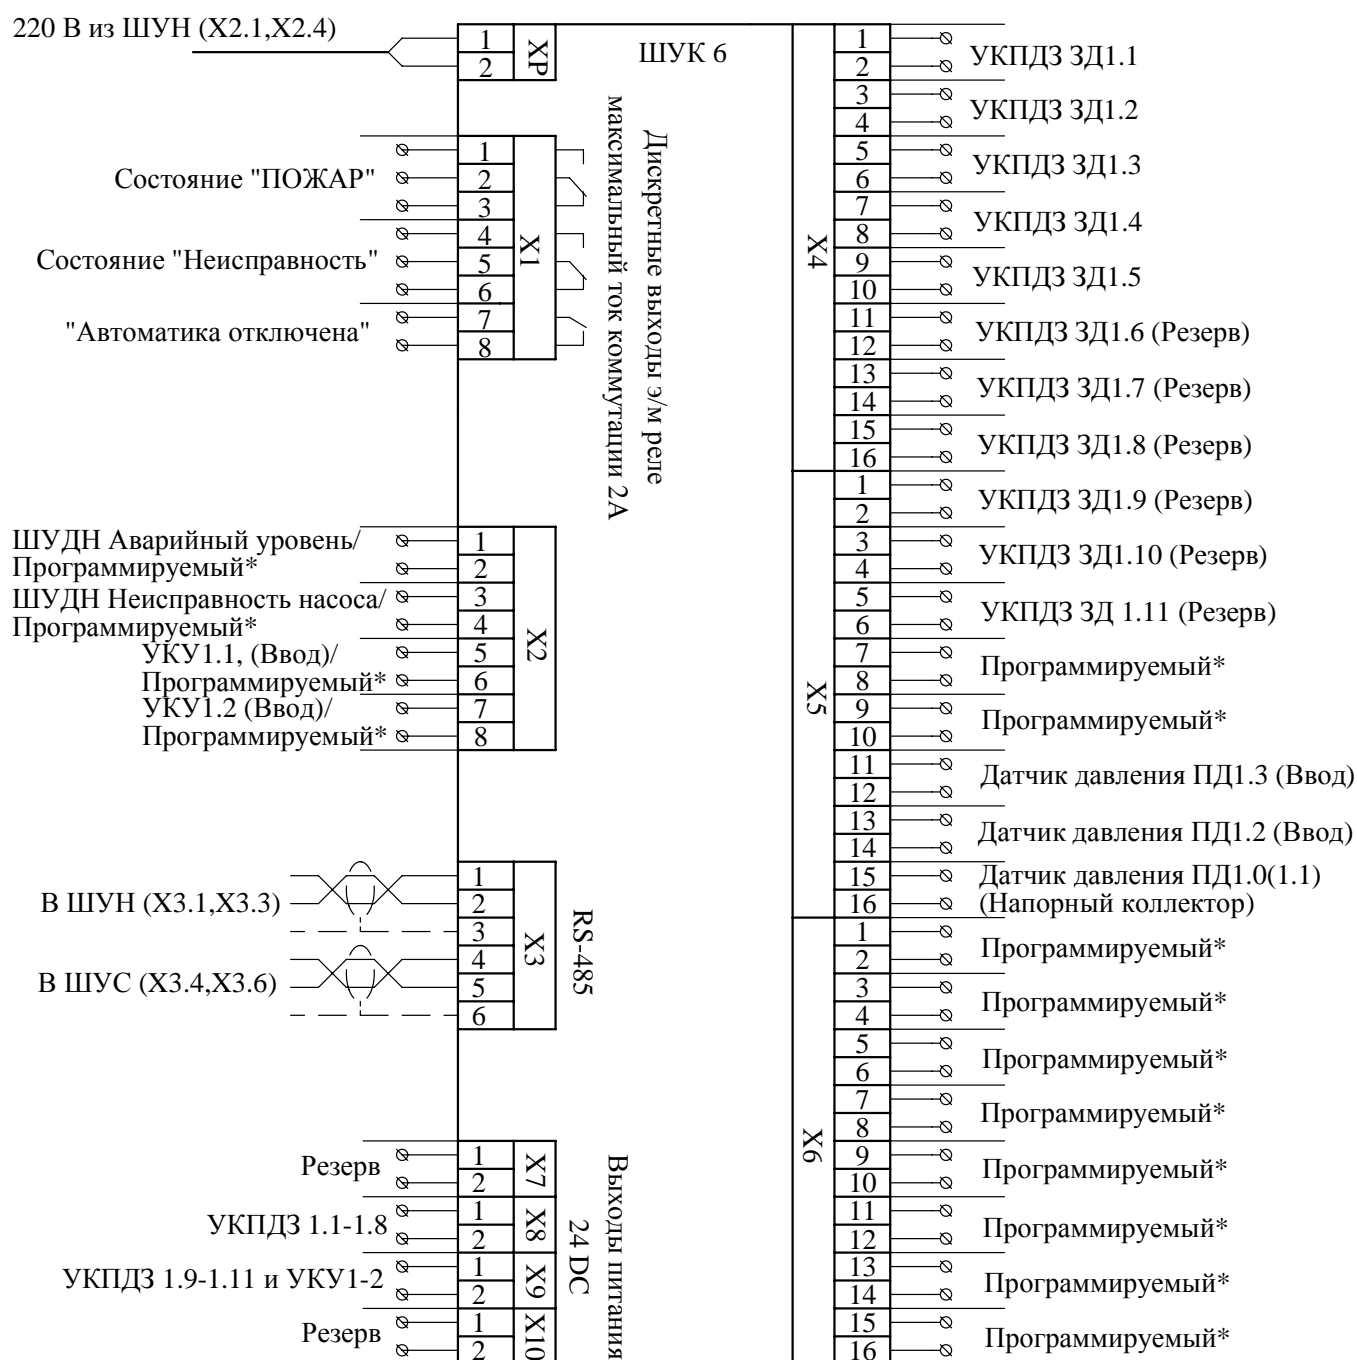 220 В из ШУН (X2.1,X2.4)
1
2
XP
ШУК 6
Дискретные выходы э/м реле
максимальный ток коммутации 2А
Состояние "ПОЖАР"
Состояние "Неисправность"
"Автоматика отключена"
1
2
3
4
5
6
7
8
X1
ШУДН Аварийный уровень/
Программируемый*
ШУДН Неисправность насоса/
Программируемый*
УКУ1.1, (Ввод)/
Программируемый*
УКУ1.2 (Ввод)/
Программируемый*
1
2
3
4
5
6
7
8
X2
В ШУН (X3.1,X3.3)
В ШУС (X3.4,X3.6)
1
2
3
4
5
6
X3
RS-485
Резерв
1
2
X7
УКПДЗ 1.1-1.8
1
2
X8
УКПДЗ 1.9-1.11 и УКУ1-2
1
2
X9
Резерв
1
2
X10
24 DC
Выходы питания
X4
1
2
УКПДЗ ЗД1.1
3
4
УКПДЗ ЗД1.2
5
6
УКПДЗ ЗД1.3
7
8
УКПДЗ ЗД1.4
9
10
УКПДЗ ЗД1.5
11
12
УКПДЗ ЗД1.6 (Резерв)
13
14
УКПДЗ ЗД1.7 (Резерв)
15
16
УКПДЗ ЗД1.8 (Резерв)
X5
1
2
УКПДЗ ЗД1.9 (Резерв)
3
4
УКПДЗ ЗД1.10 (Резерв)
5
6
УКПДЗ ЗД 1.11 (Резерв)
7
8
Программируемый*
9
10
Программируемый*
11
12
Датчик давления ПД1.3 (Ввод)
13
14
Датчик давления ПД1.2 (Ввод)
15
16
Датчик давления ПД1.0(1.1)
(Напорный коллектор)
X6
1
2
Программируемый*
3
4
Программируемый*
5
6
Программируемый*
7
8
Программируемый*
9
10
Программируемый*
11
12
Программируемый*
13
14
Программируемый*
15
16
Программируемый*